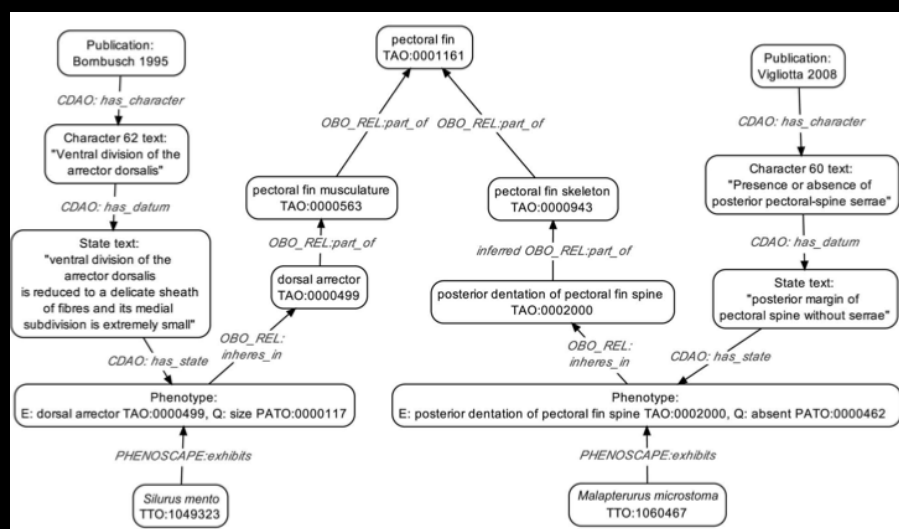 Publication:
Bornbusch 1995
CDAO: has_character
Character 62 text:
"Ventral division of the
arrector dorsalis"
CDAO: has_datum
State text:
"ventral division of the
arrector dorsalis
is reduced to a delicate sheath
of fibres and its medial
subdivision is extremely small"
CDAO: has_state
pectoral fin
TAO:0001161
OBO_REL:part_of
OBO_REL:part_of
pectoral fin musculature
TAO:0000563
OBO_REL:part_of
dorsal arrector
TAO:0000499
OBO_REL:
inheres_in
pectoral fin skeleton
TAO:0000943
inferred OBO_REL:part_of
posterior dentation of pectoral fin spine
TAO:0002000
OBO_REL:
inheres_in
Publication:
Vigliotta 2008
CDAO: has_character
Character 60 text:
"Presence or absence of
posterior pectoral-spine serrae"
CDAO: has_datum
State text:
"posterior margin of
pectoral spine without serrae"
CDAO: has_state
Phenotype:
E: dorsal arrector TAO:0000499, Q: size PATO:0000117
PHENOSCAPE:exhibits
Silurus mento
TTO:1049323
Phenotype:
E: posterior dentation of pectoral fin spine TAO:0002000, Q: absent PATO:0000462
PHENOSCAPE:exhibits
Malapterurus microstoma
TTO:1060467